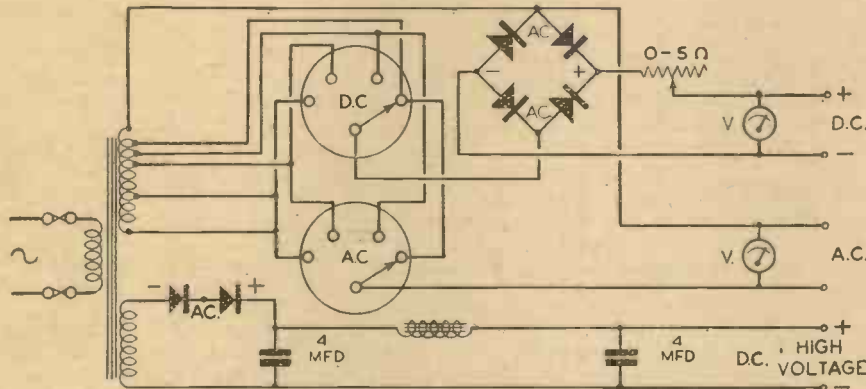 AC
0-5 Ω
D.C
-
+
+
V
D.C.
AC
-
A.C
V.
A.C.
~
- +
AC.
+
4
MFD
4
MFD
D.C. HIGH
VOLTAGE
-